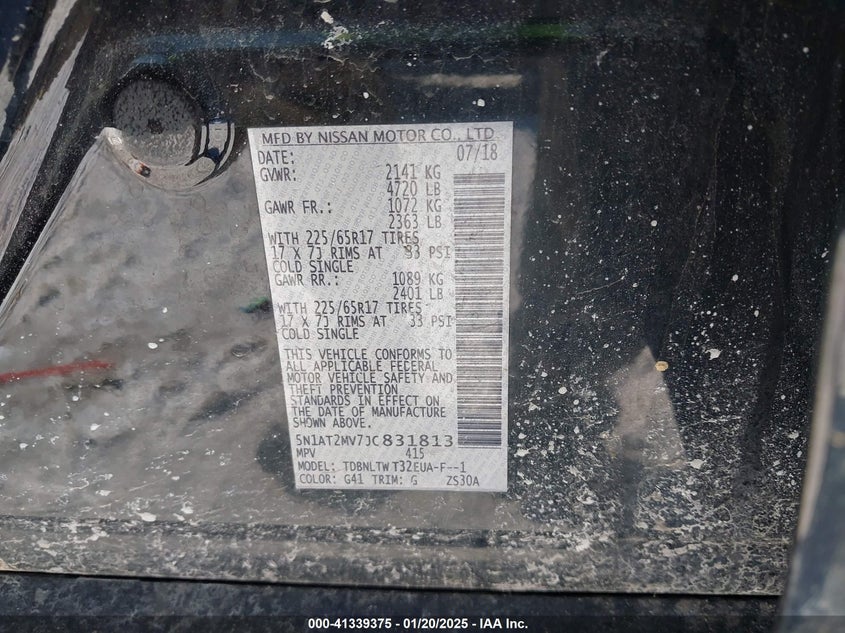 MFD BY NISSAN MOTOR CO., LTD
DATE: 07/18
GVWR: 2141 KG
4720 LB
GAWR FR.: 1072 KG
2363 LB
WITH 225/65R17 TIRES
17 X 7J RIMS AT 33 PSI
COLD SINGLE
GAWR RR.: 1089 KG
2401 LB
WITH 225/65R17 TIRES
17 X 7J RIMS AT 33 PSI
COLD SINGLE
THIS VEHICLE CONFORMS TO
ALL APPLICABLE FEDERAL
MOTOR VEHICLE SAFETY AND
THEFT PREVENTION
STANDARDS IN EFFECT ON
THE DATE OF MANUFACTURE
SHOWN ABOVE.
5N1AT2MV7JC831813
MPV 415
MODEL: TDBNLTW T32EUA-F--1
COLOR: G41 TRIM: G ZS30A
000-41339375 — 01/20/2025 — IAA Inc.